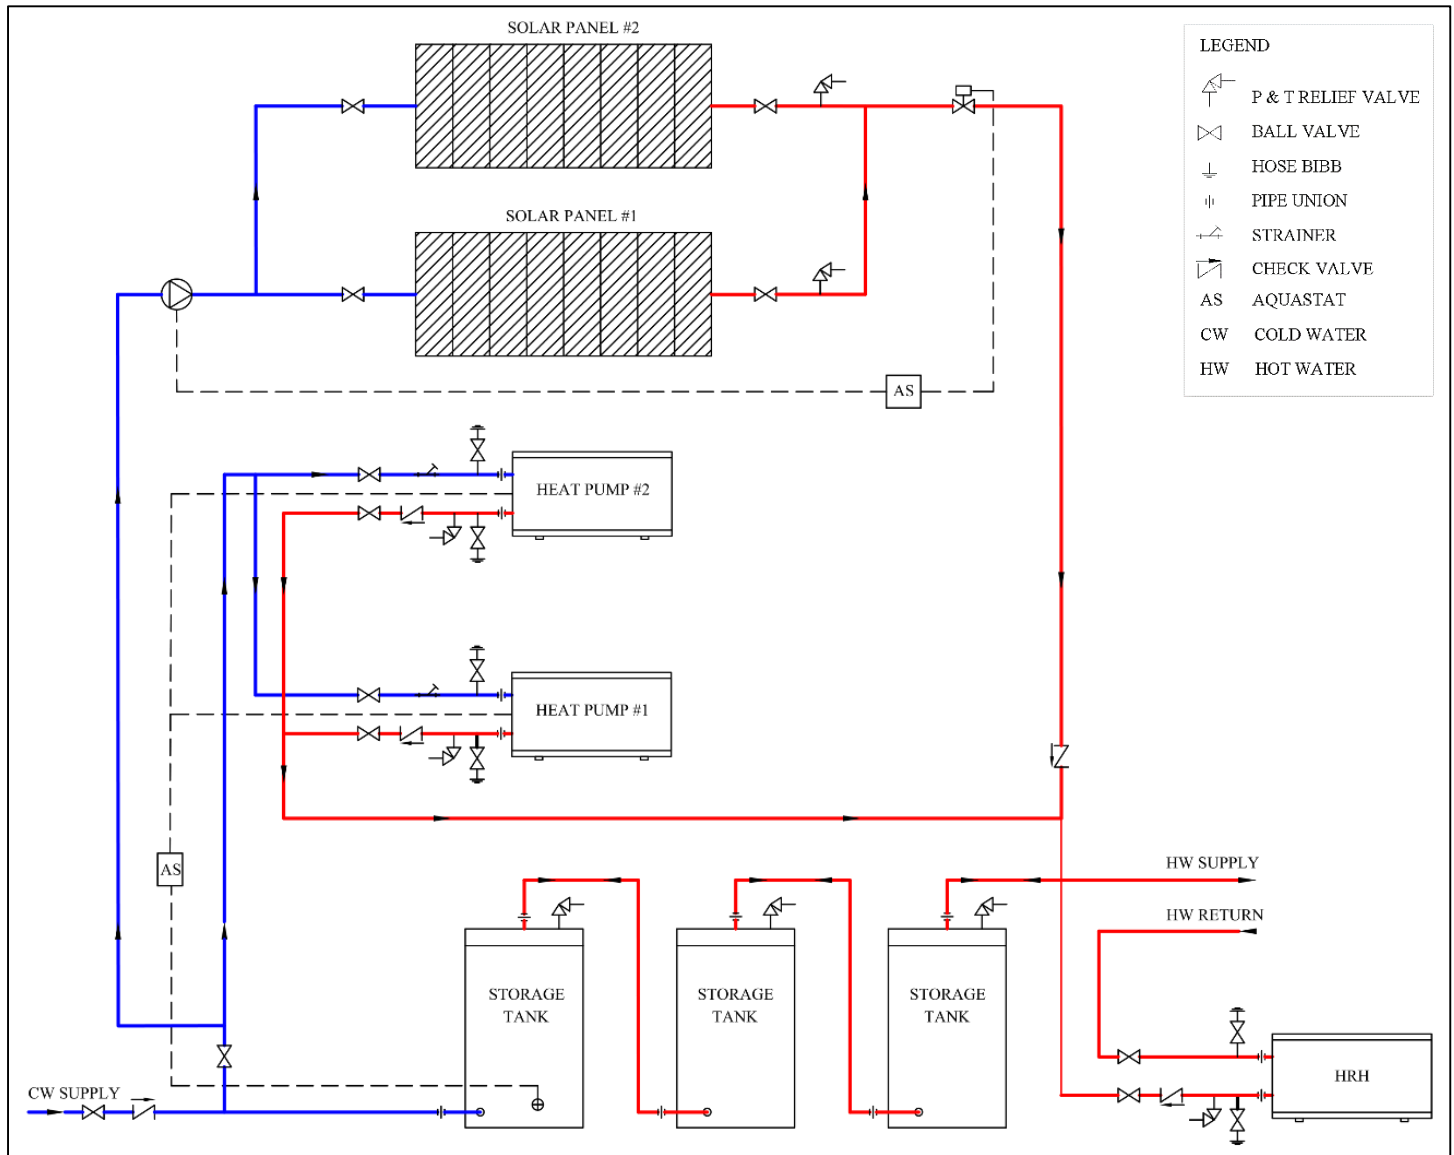 SOLAR PANEL #2
LEGEND
P & T RELIEF VALVE
BALL VALVE
HOSE BIBB
PIPE UNION
STRAINER
CHECK VALVE
AS AQUASTAT
CW COLD WATER
HW HOT WATER
SOLAR PANEL #1
AS
HEAT PUMP #2
HEAT PUMP #1
AS
HW SUPPLY
HW RETURN
STORAGE
TANK
STORAGE
TANK
STORAGE
TANK
HRH
CW SUPPLY